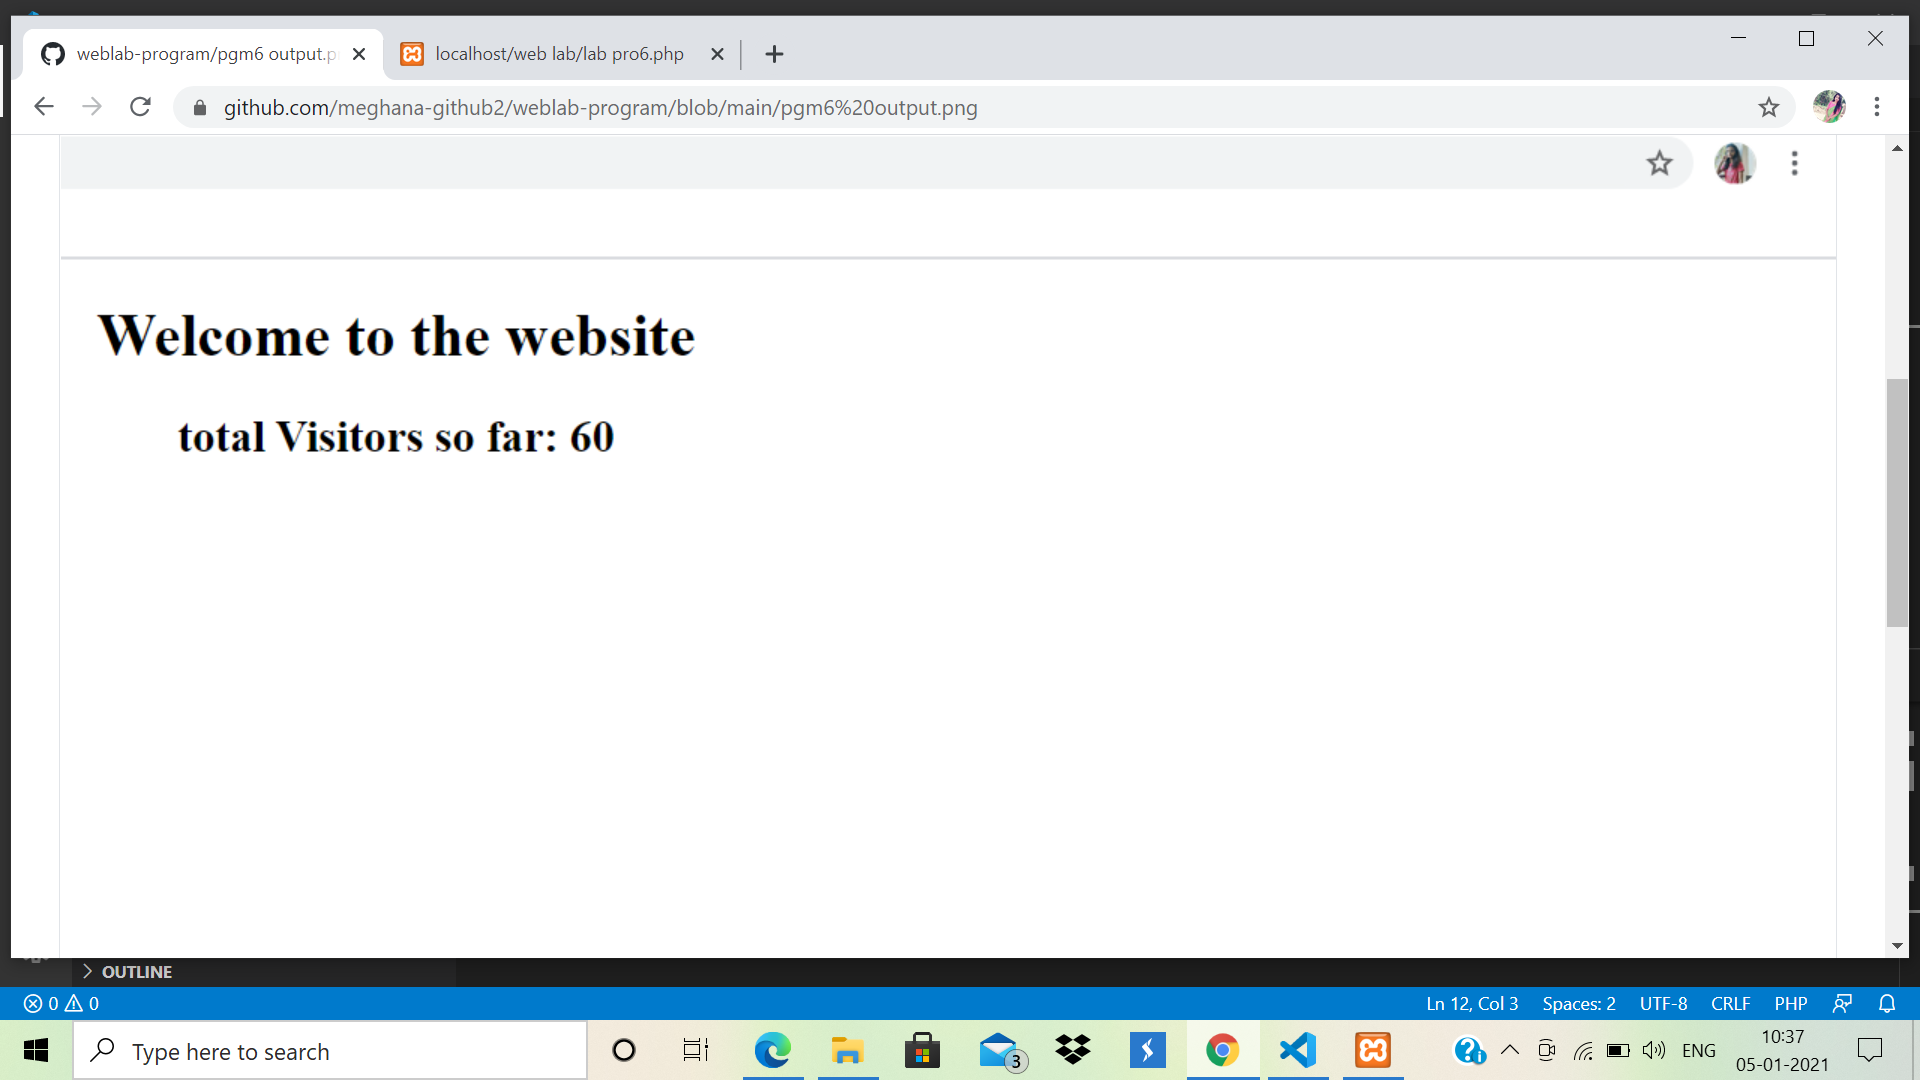 weblab-program/pgm6 output.p
localhost/web lab/lab pro6.php
github.com/meghana-github2/weblab-program/blob/main/pgm6%20output.png
Welcome to the website
total Visitors so far: 60
OUTLINE
0 0
Ln 12, Col 3 Spaces: 2 UTF-8 CRLF PHP
Type here to search
3
ENG
10:37
05-01-2021